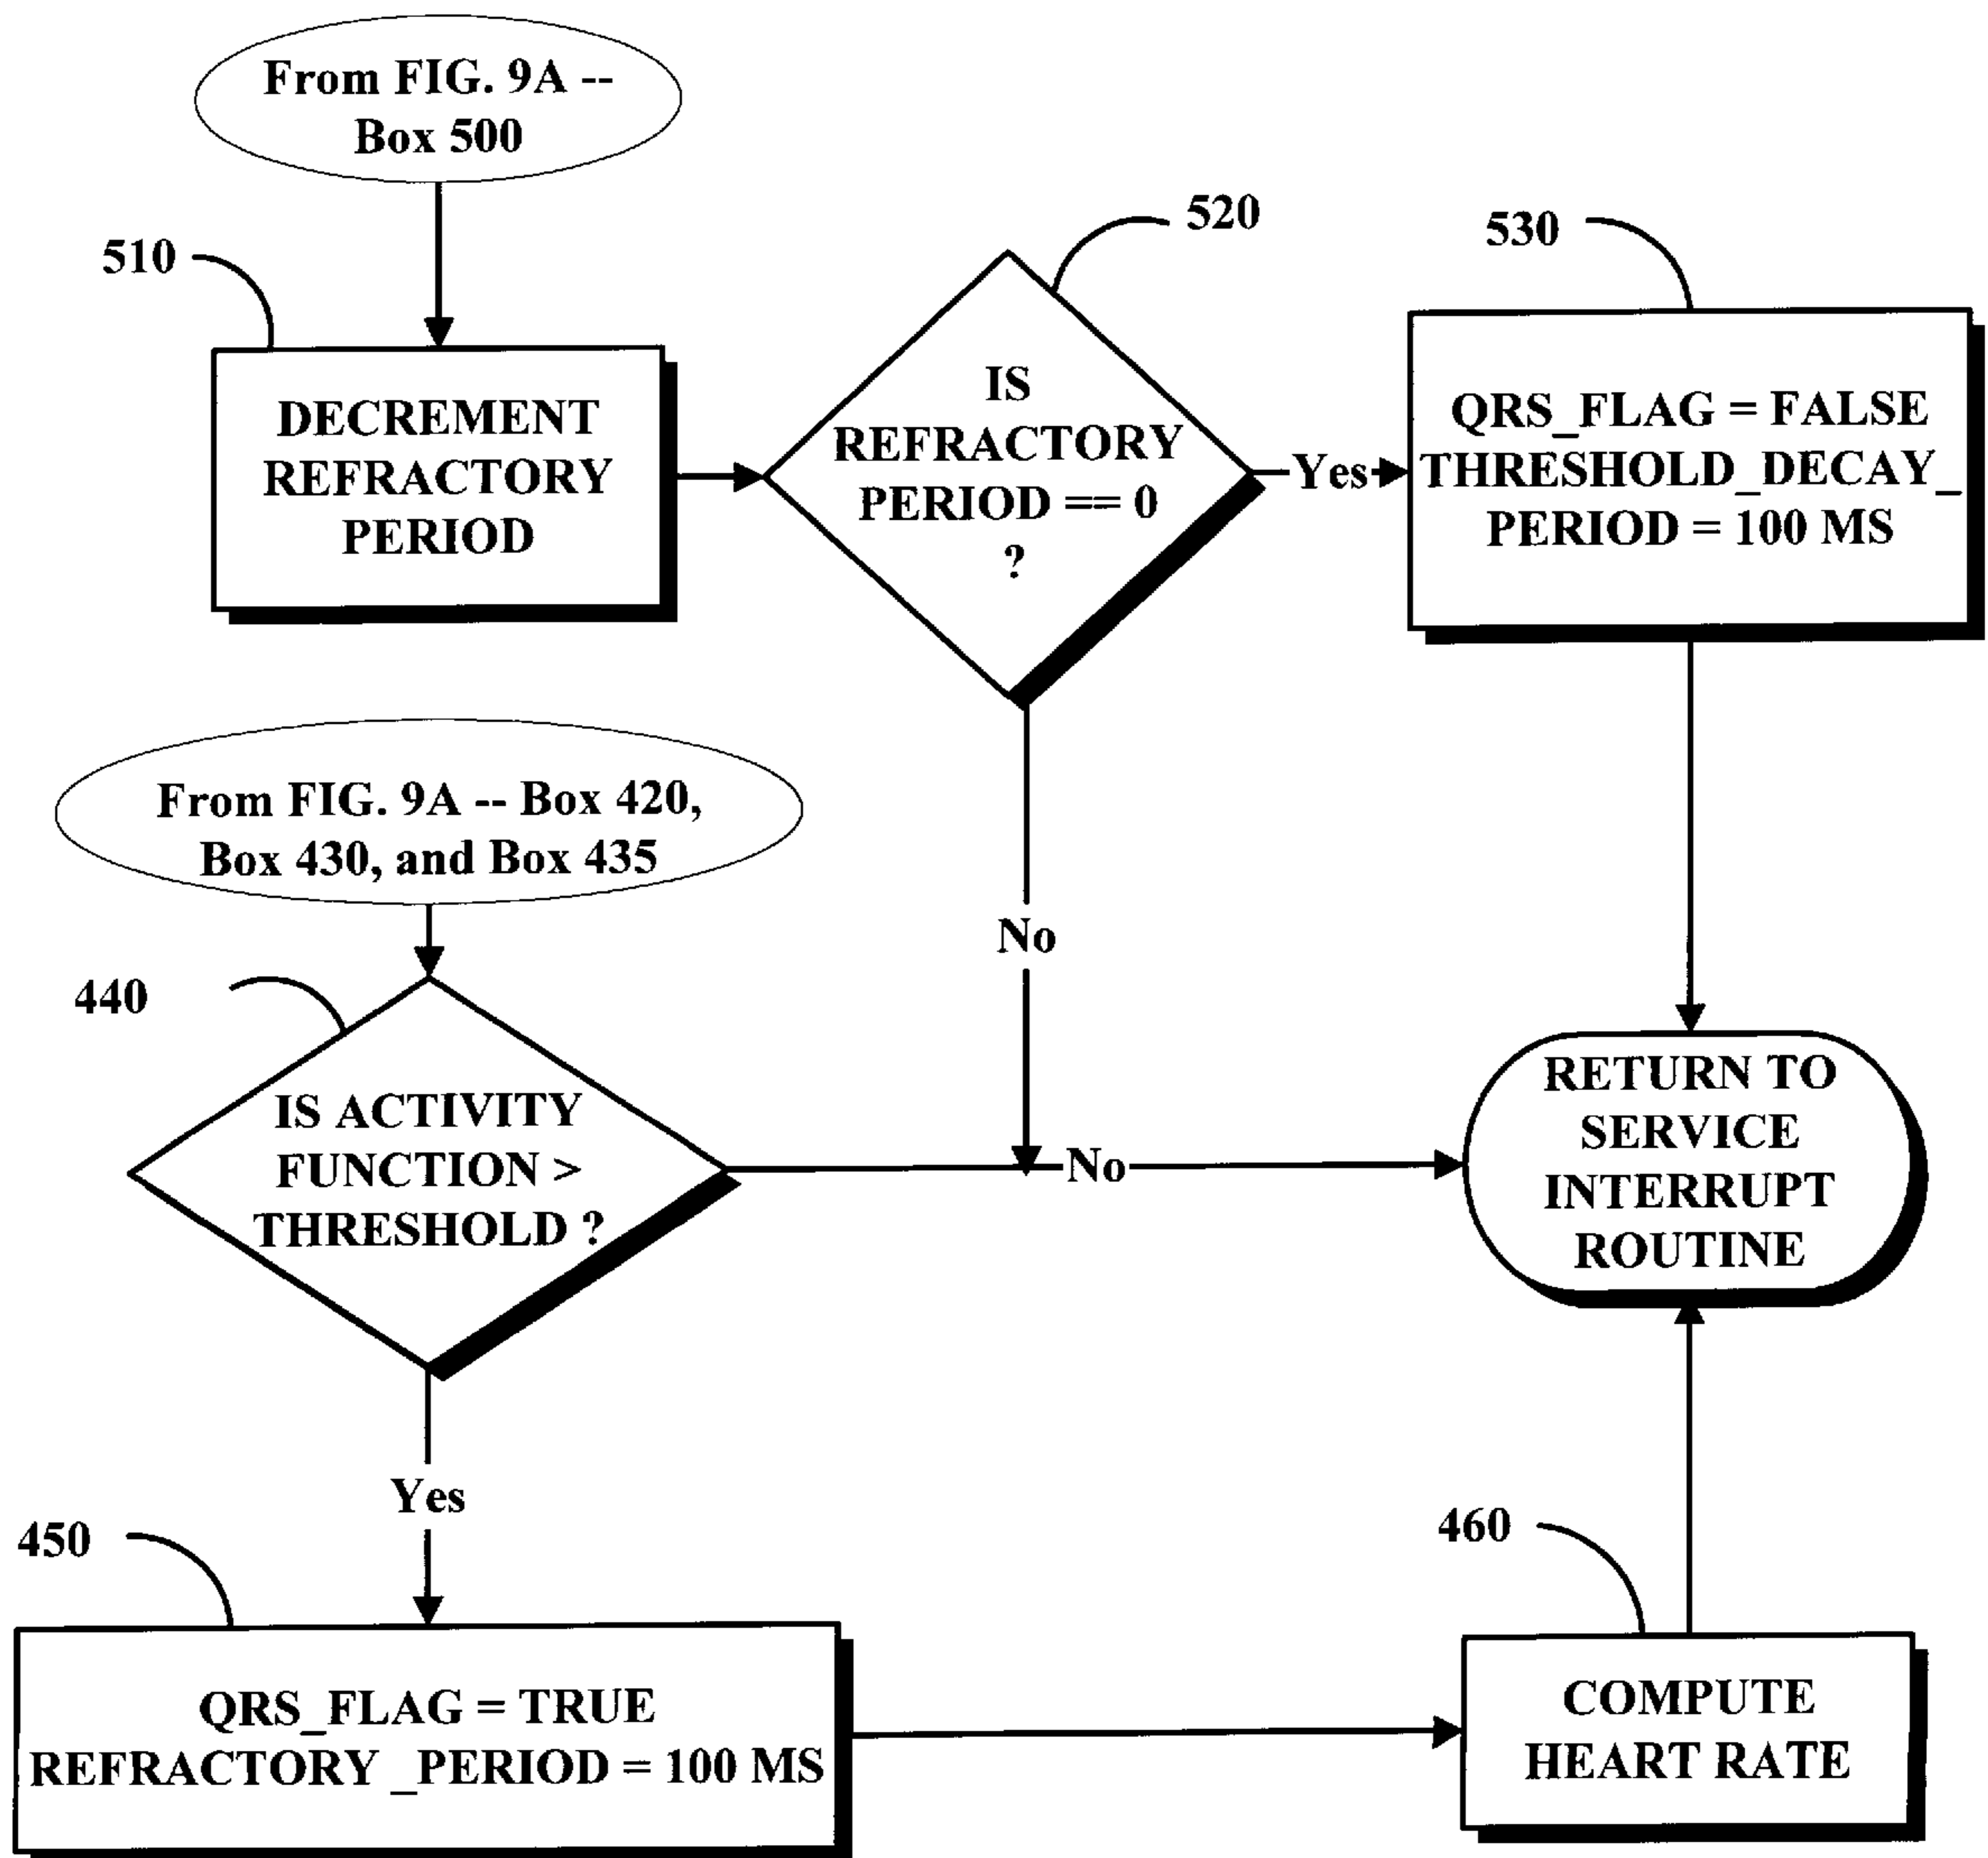 From FIG. 9A --
Box 500
510
DECREMENT
REFRACTORY
PERIOD
520
IS
REFRACTORY
PERIOD == 0
?
Yes
530
QRS_FLAG = FALSE
THRESHOLD_DECAY_
PERIOD = 100 MS
No
From FIG. 9A -- Box 420,
Box 430, and Box 435
440
IS ACTIVITY
FUNCTION >
THRESHOLD ?
No
RETURN TO
SERVICE
INTERRUPT
ROUTINE
Yes
450
QRS_FLAG = TRUE
REFRACTORY_PERIOD = 100 MS
460
COMPUTE
HEART RATE